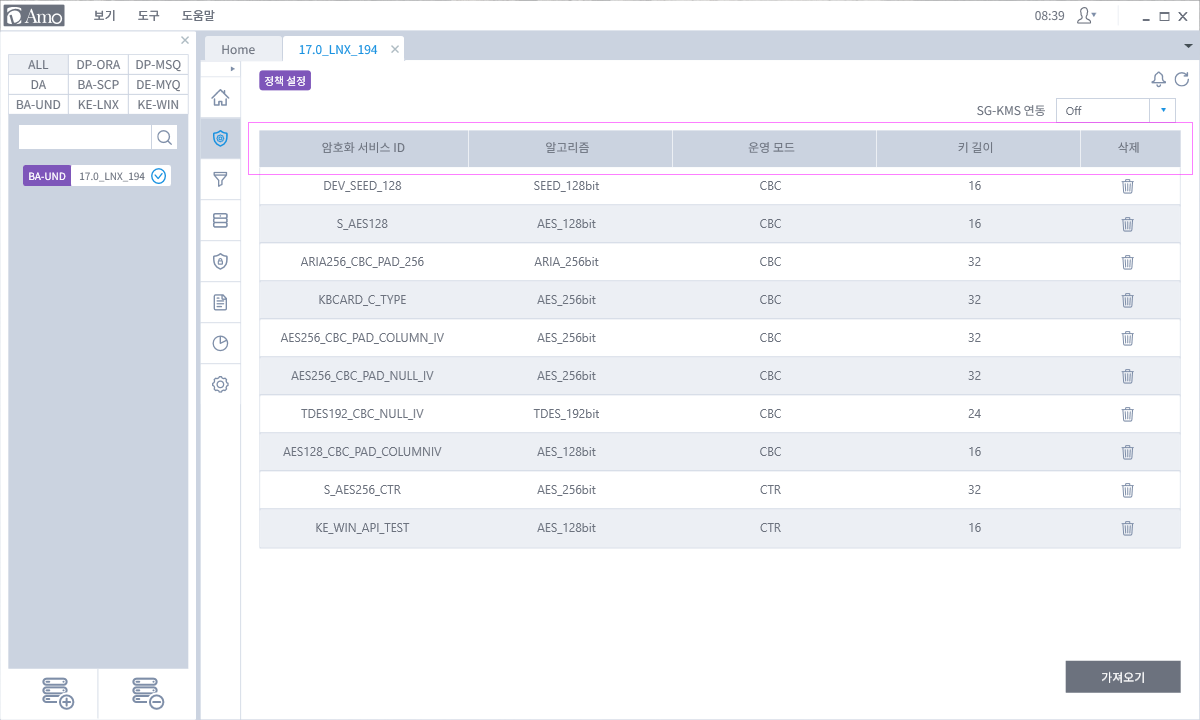 Amo 보기 도구 도움말 08:39
Home 17.0_LNX_194
ALL DP-ORA DP-MSQ
DA BA-SCP DE-MYQ
BA-UND KE-LNX KE-WIN
BA-UND 17.0_LNX_194
정책 설정
SG-KMS 연동 Off
암호화 서비스 ID 알고리즘 운영 모드 키 길이 삭제
DEV_SEED_128 SEED_128bit CBC 16
S_AES128 AES_128bit CBC 16
ARIA256_CBC_PAD_256 ARIA_256bit CBC 32
KBCARD_C_TYPE AES_256bit CBC 32
AES256_CBC_PAD_COLUMN_IV AES_256bit CBC 32
AES256_CBC_PAD_NULL_IV AES_256bit CBC 32
TDES192_CBC_NULL_IV TDES_192bit CBC 24
AES128_CBC_PAD_COLUMNIV AES_128bit CBC 16
S_AES256_CTR AES_256bit CTR 32
KE_WIN_API_TEST AES_128bit CTR 16
가져오기